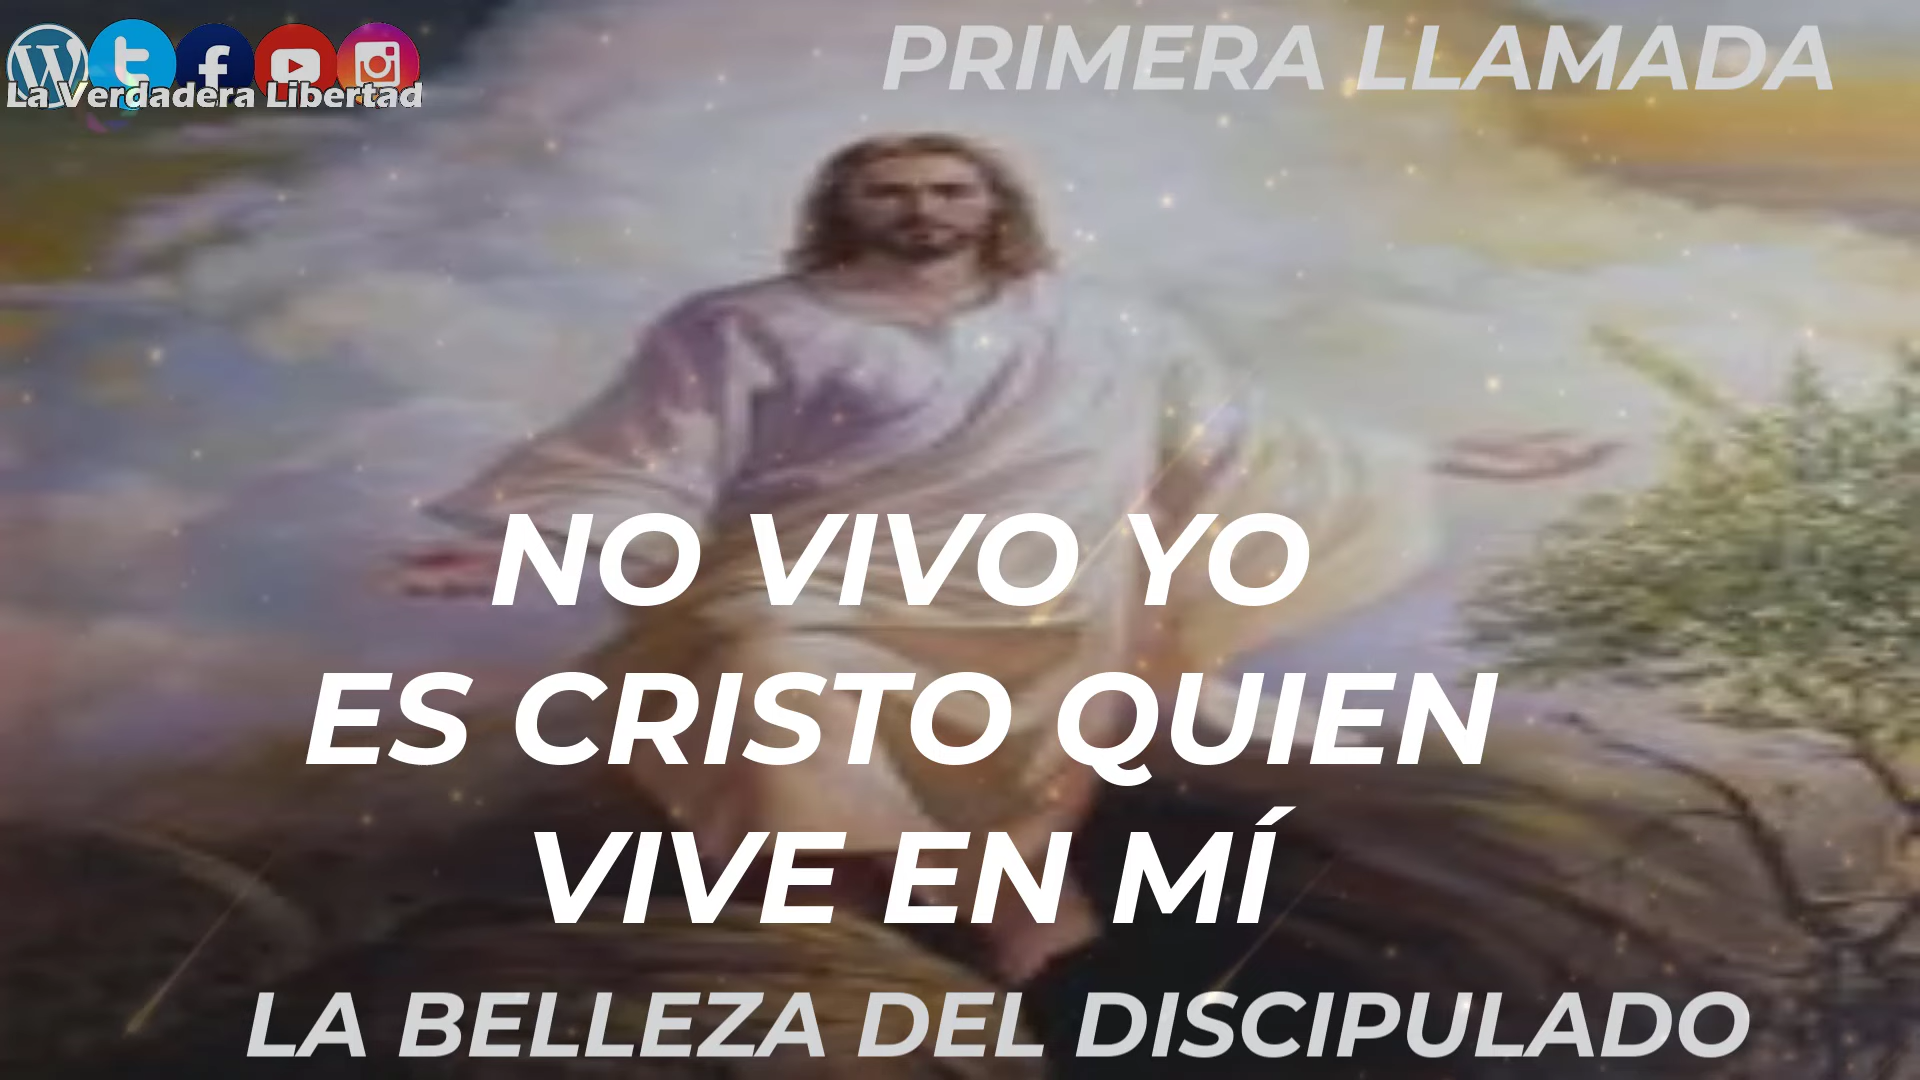 PRIMERA LLAMADA
La Verdadera Libertad
NO VIVO YO
ES CRISTO QUIEN
VIVE EN MÍ
LA BELLEZA DEL DISCIPULADO